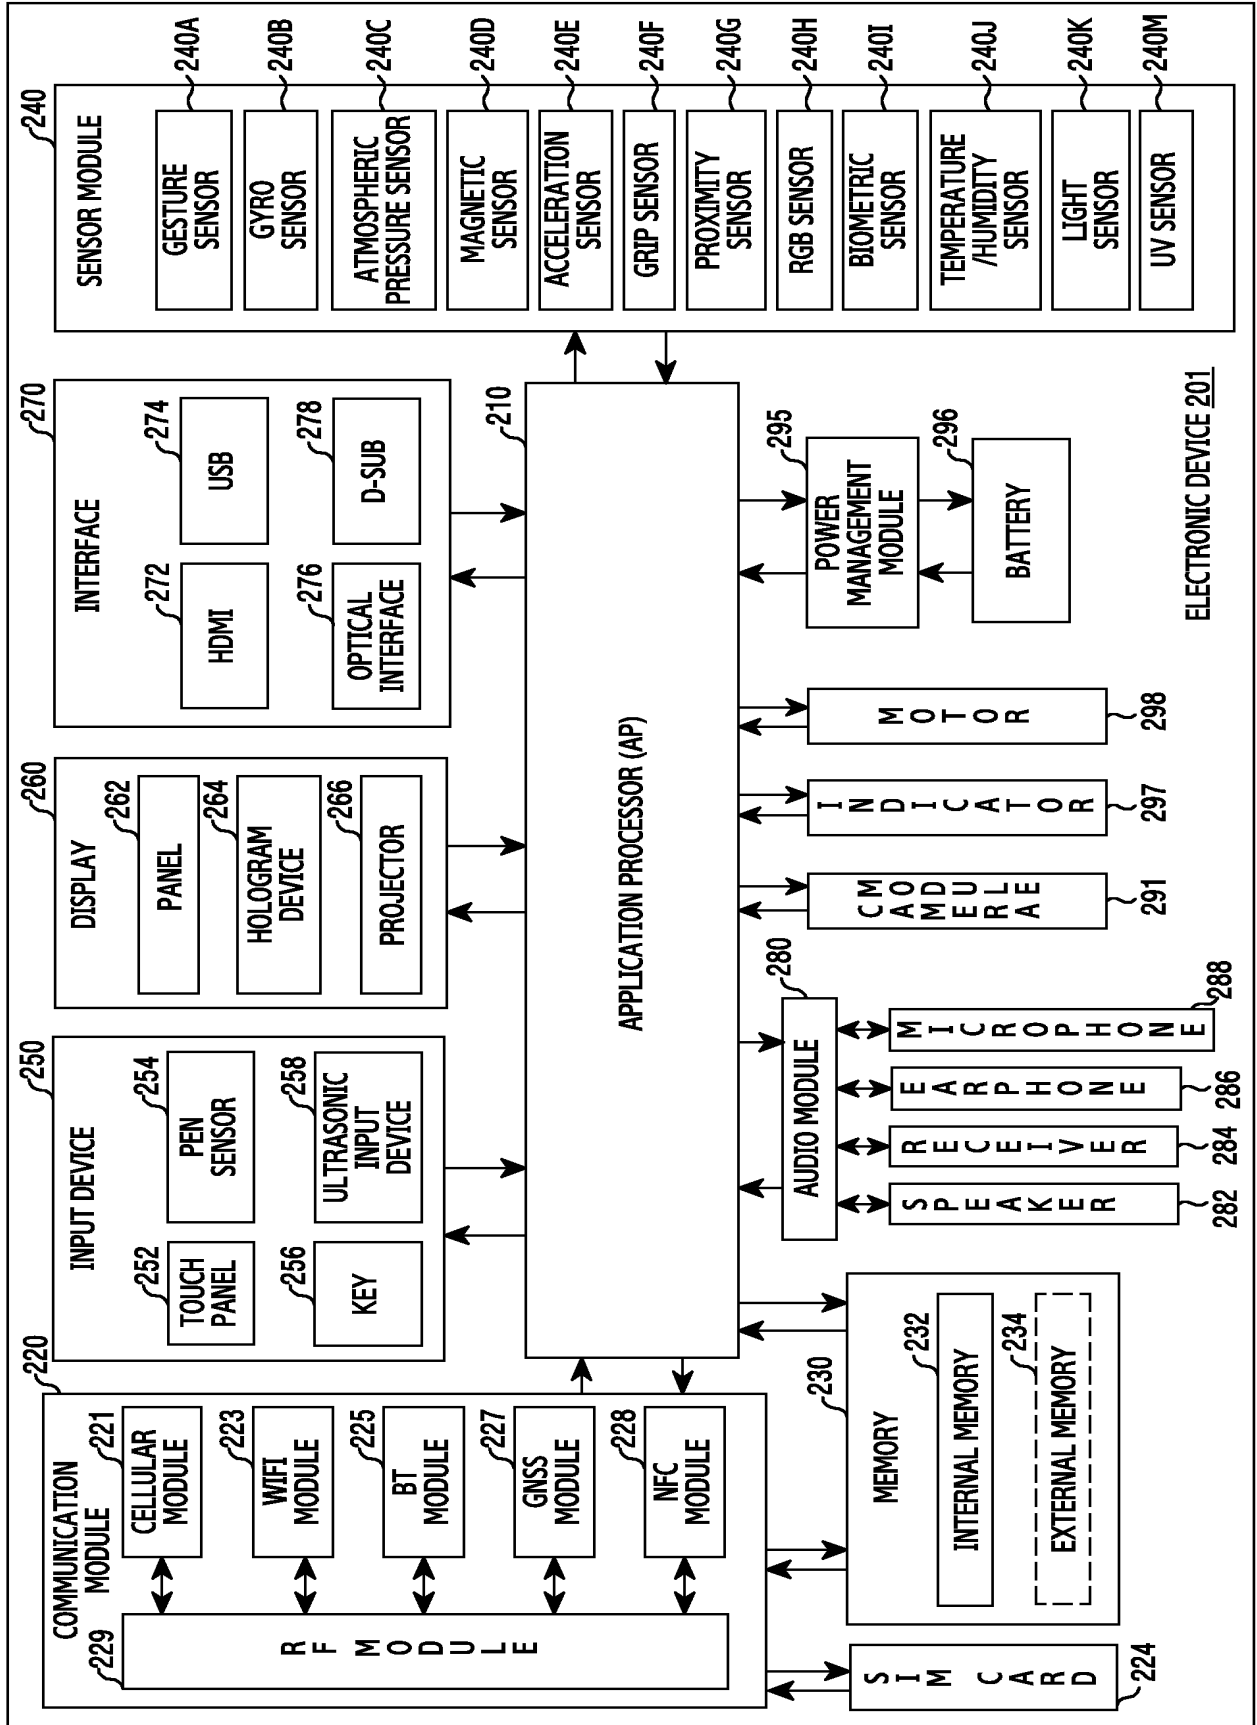 COMMUNICATION
MODULE
220
229
RF MODULE
221
CELLULAR
MODULE
223
WIFI
MODULE
225
BT
MODULE
227
GNSS
MODULE
228
NFC
MODULE
INPUT DEVICE
250
252
TOUCH
PANEL
254
PEN
SENSOR
256
KEY
258
ULTRASONIC
INPUT
DEVICE
DISPLAY
260
262
PANEL
264
HOLOGRAM
DEVICE
266
PROJECTOR
INTERFACE
270
272
HDMI
274
USB
276
OPTICAL
INTERFACE
278
D-SUB
SENSOR MODULE
240
GESTURE
SENSOR
240A
GYRO
SENSOR
240B
ATMOSPHERIC
PRESSURE SENSOR
240C
MAGNETIC
SENSOR
240D
ACCELERATION
SENSOR
240E
GRIP SENSOR
240F
PROXIMITY
SENSOR
240G
RGB SENSOR
240H
BIOMETRIC
SENSOR
240I
TEMPERATURE
/HUMIDITY
SENSOR
240J
LIGHT
SENSOR
240K
UV SENSOR
240M
APPLICATION PROCESSOR (AP)
210
SIM CARD
224
230
MEMORY
232
INTERNAL MEMORY
234
EXTERNAL MEMORY
280
AUDIO MODULE
SPEAKER
282
RECEIVER
284
EARPHONE
286
MICROPHONE
288
CAMERA
MODULE
291
INDICATOR
297
MOTOR
298
295
POWER
MANAGEMENT
MODULE
296
BATTERY
ELECTRONIC DEVICE 201